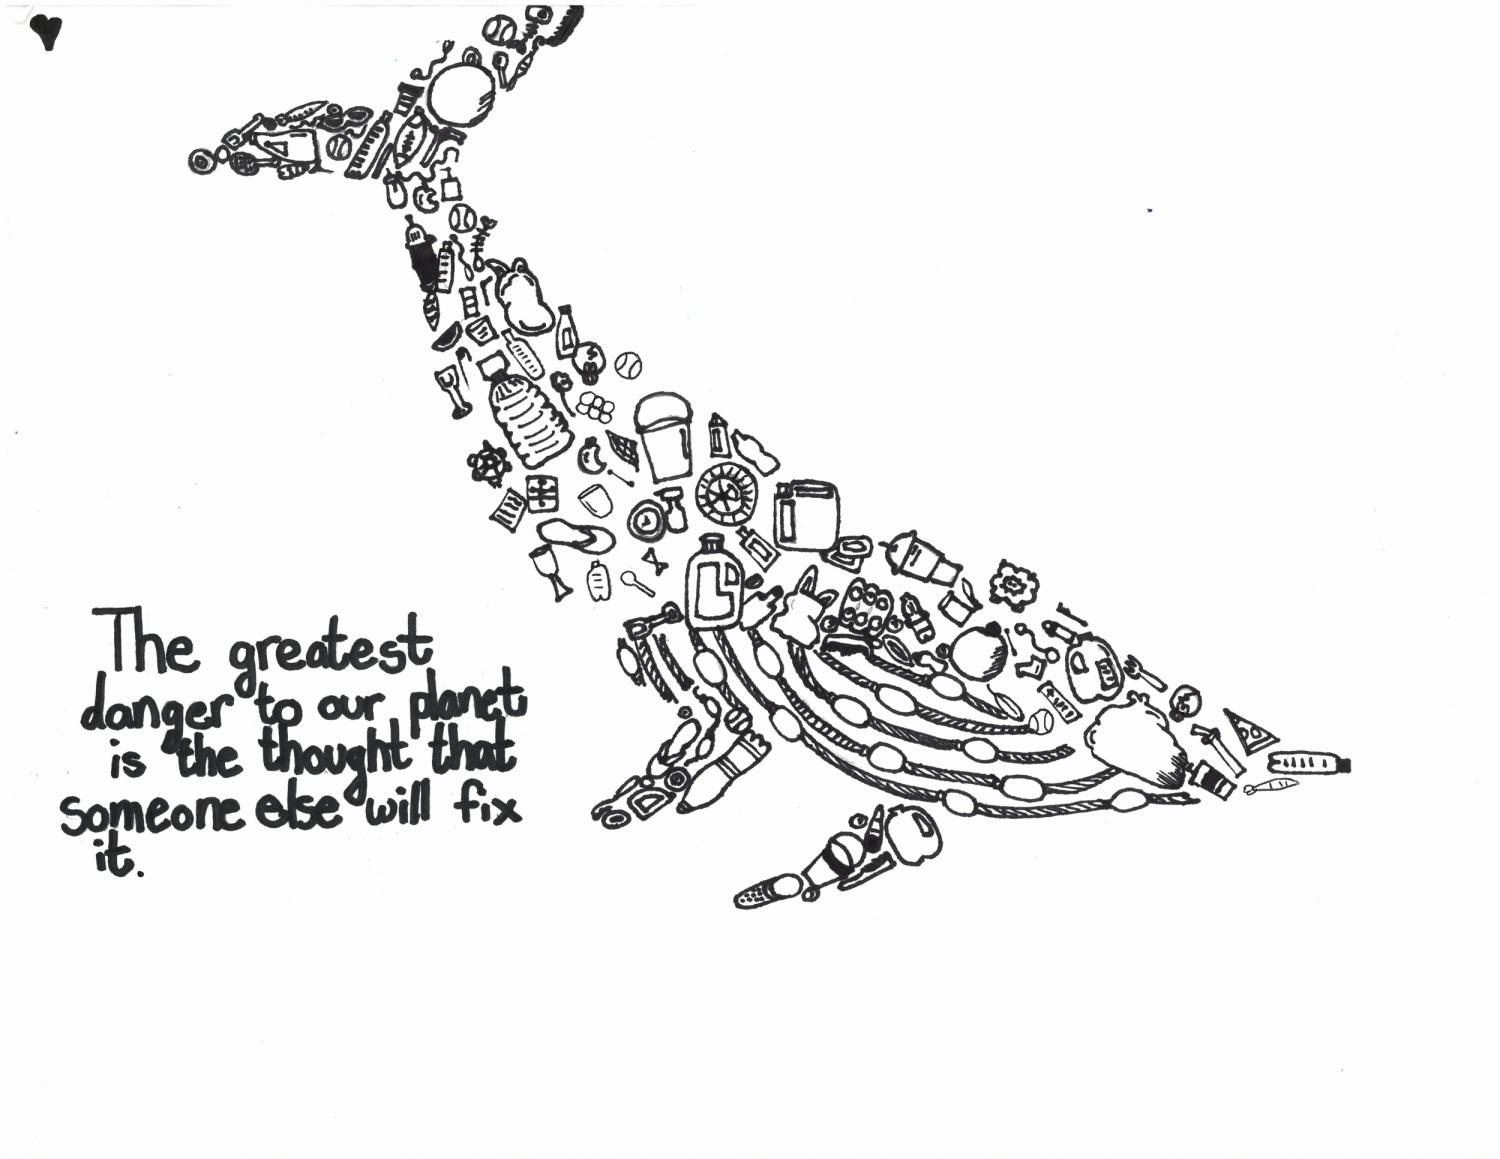 The greatest
danger to our planet
is the thought that
someone else will fix
it.